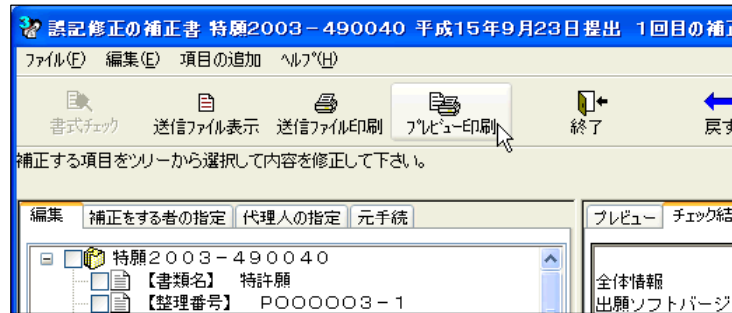 誤記修正の補正書 特願2003－490040 平成15年9月23日提出 1回目の補正
ファイル(F) 編集(E) 項目の追加 ヘルプ(H)
書式チェック 送信ファイル表示 送信ファイル印刷 プレビュー印刷 終了 戻す
補正する項目をツリーから選択して内容を修正して下さい。
編集 補正をする者の指定 代理人の指定 元手続 プレビュー チェック結
特願２００３－４９００４０
【書類名】 特許願
【整理番号】 Ｐ０００００３－１
全体情報
出願ソフトバージ